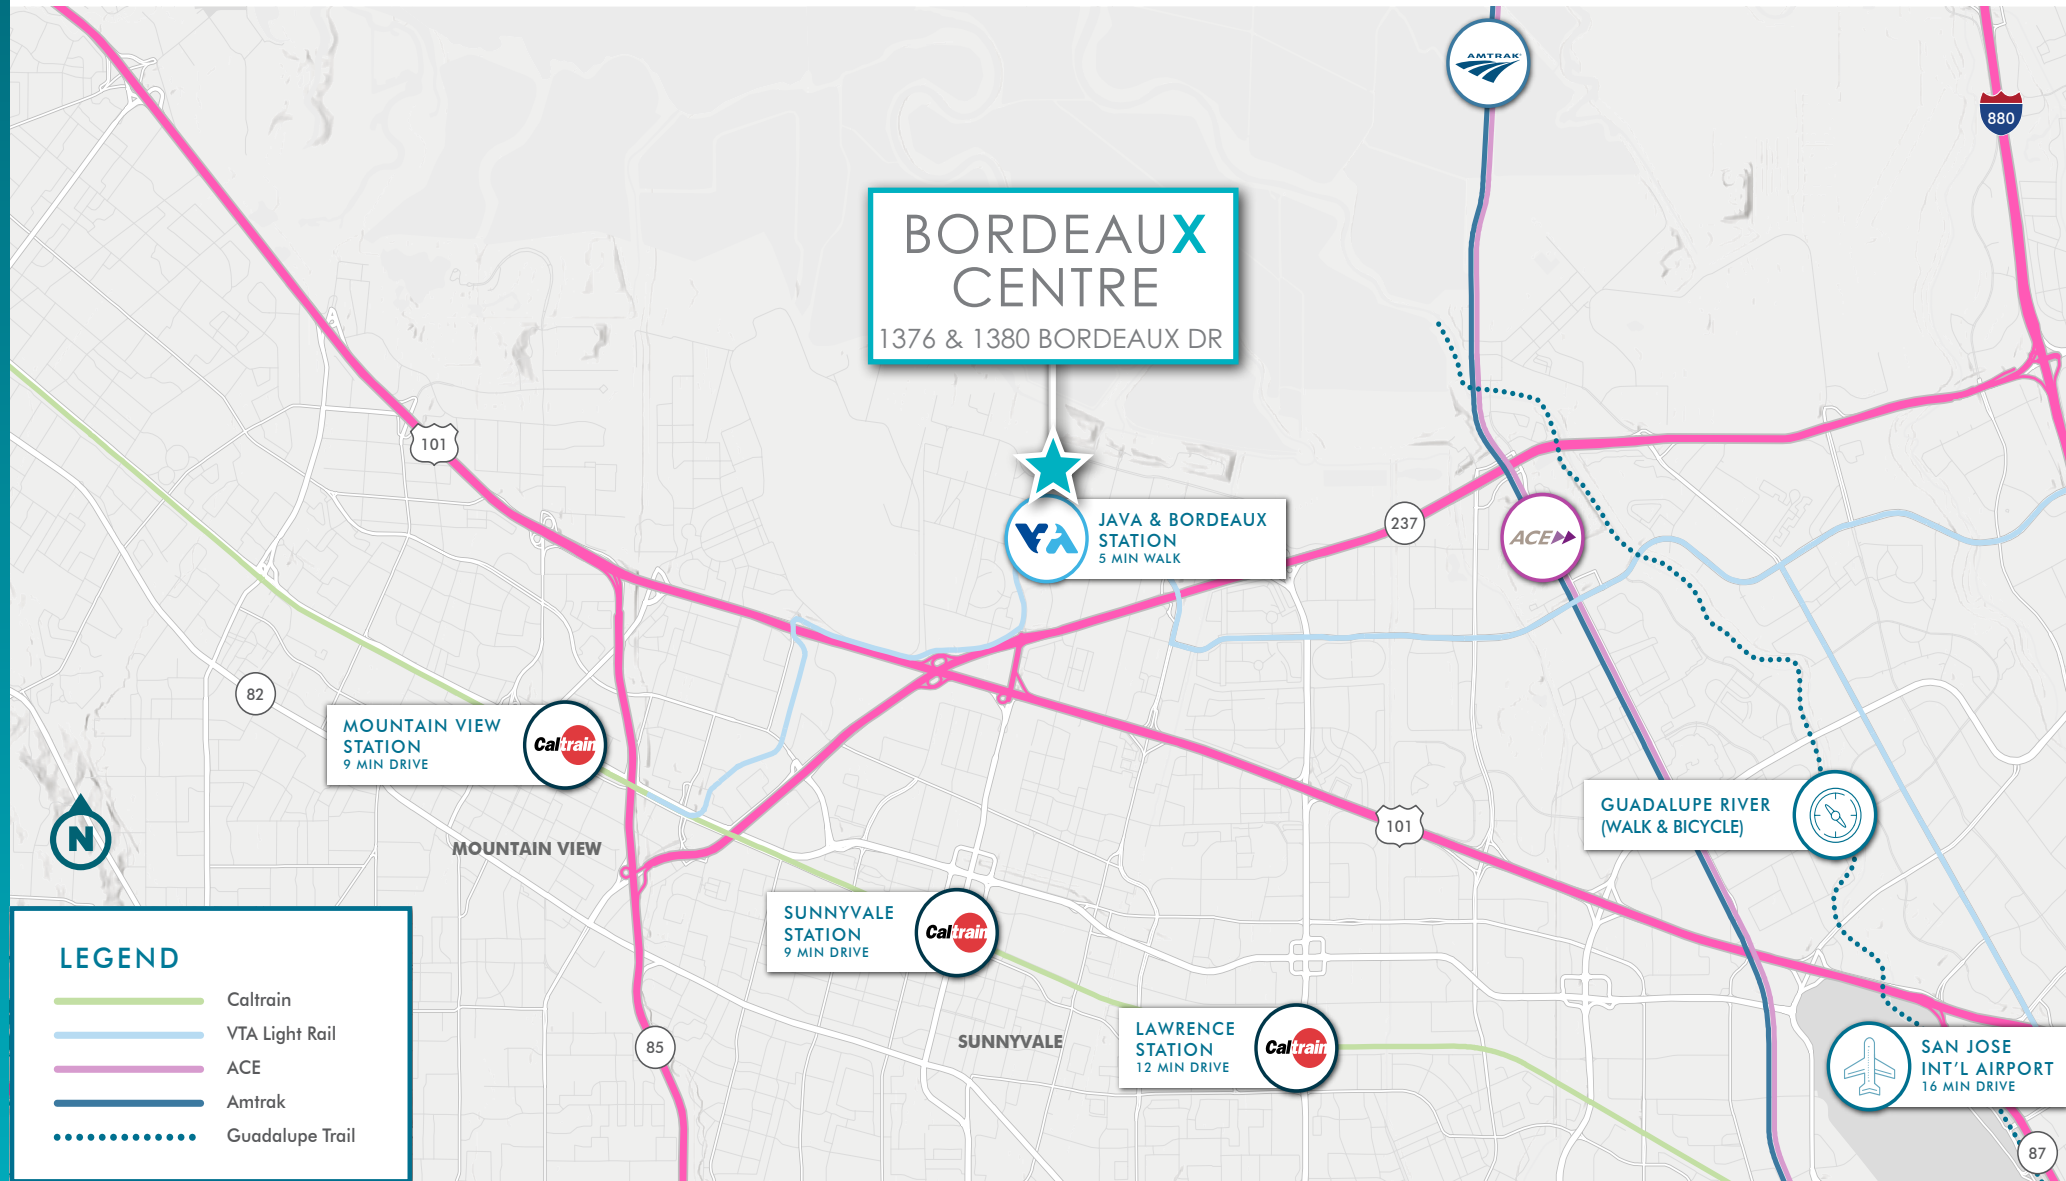 AMTRAK
880
BORDEAUX
CENTRE
1376 & 1380 BORDEAUX DR
101
237
VTA
JAVA & BORDEAUX
STATION
5 MIN WALK
ACE
82
MOUNTAIN VIEW
STATION
9 MIN DRIVE
Caltrain
101
GUADALUPE RIVER
(WALK & BICYCLE)
N
MOUNTAIN VIEW
SUNNYVALE
STATION
9 MIN DRIVE
Caltrain
LAWRENCE
STATION
12 MIN DRIVE
Caltrain
SUNNYVALE
85
SAN JOSE
INT'L AIRPORT
16 MIN DRIVE
87
LEGEND
Caltrain
VTA Light Rail
ACE
Amtrak
Guadalupe Trail